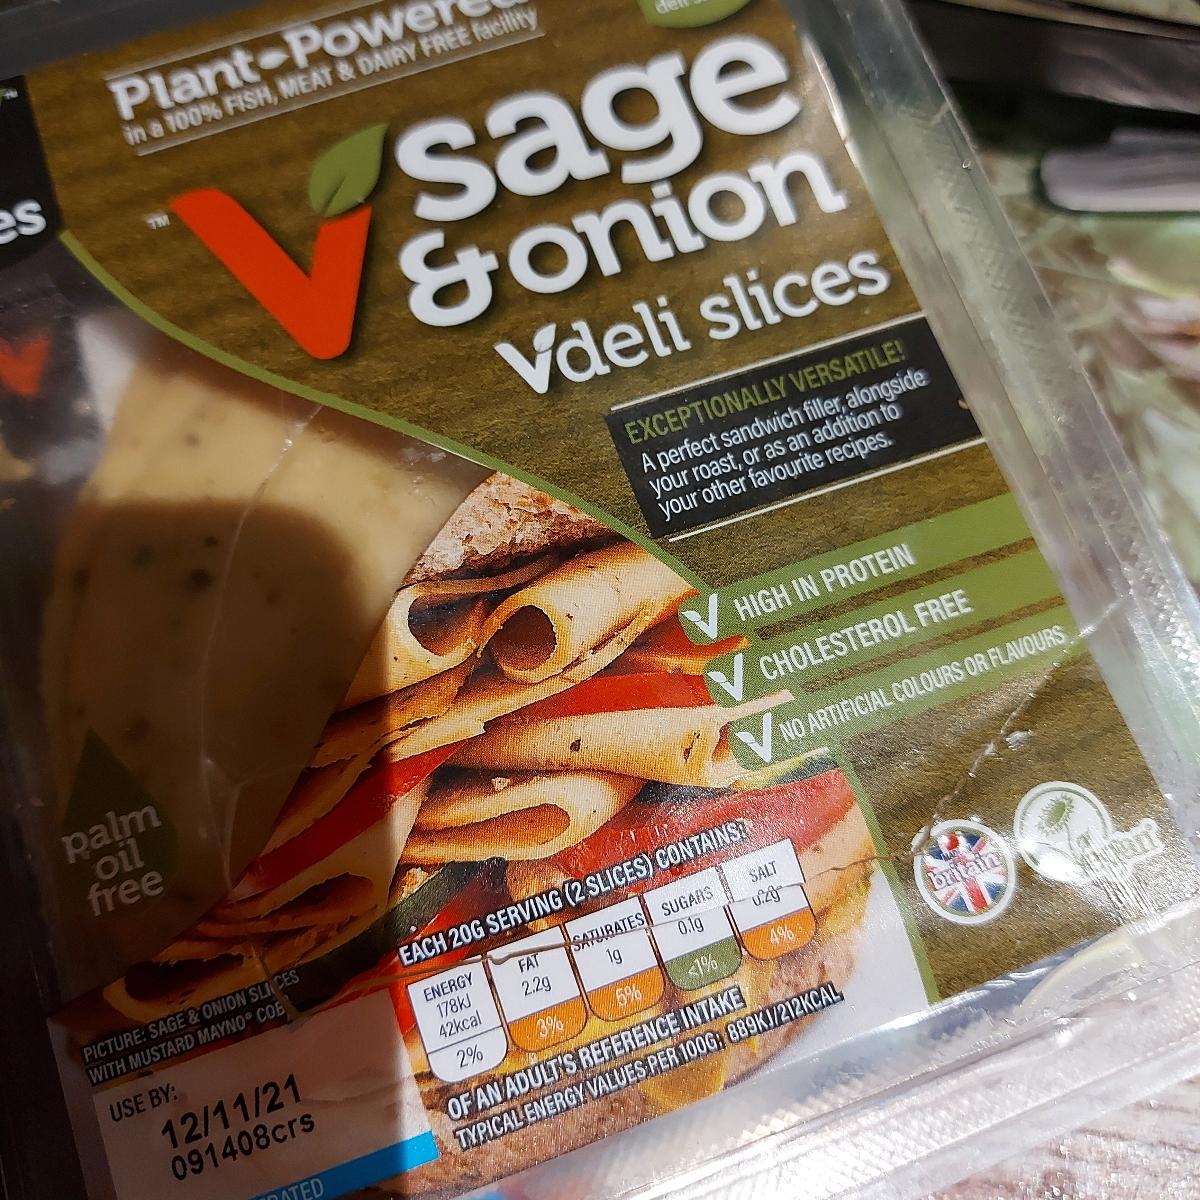 Plant-Powered
in a 100% FISH, MEAT & DAIRY FREE facility
sage
& onion
Vdeli slices
TM
EXCEPTIONALLY VERSATILE!
A perfect sandwich filler, alongside
your roast, or as an addition to
your other favourite recipes.
HIGH IN PROTEIN
CHOLESTEROL FREE
NO ARTIFICIAL COLOURS OR FLAVOURS
palm
oil
free
britain
EACH 20G SERVING (2 SLICES) CONTAINS:
ENERGY 178kJ 42kcal 2%
FAT 2.2g 3%
SATURATES 1g 5%
SUGARS 0.1g <1%
SALT 0.2g 4%
OF AN ADULT'S REFERENCE INTAKE
TYPICAL ENERGY VALUES PER 100G: 889KJ/212KCAL
PICTURE: SAGE & ONION SLICES
WITH MUSTARD MAYNO® COB
USE BY:
12/11/21
091408crs